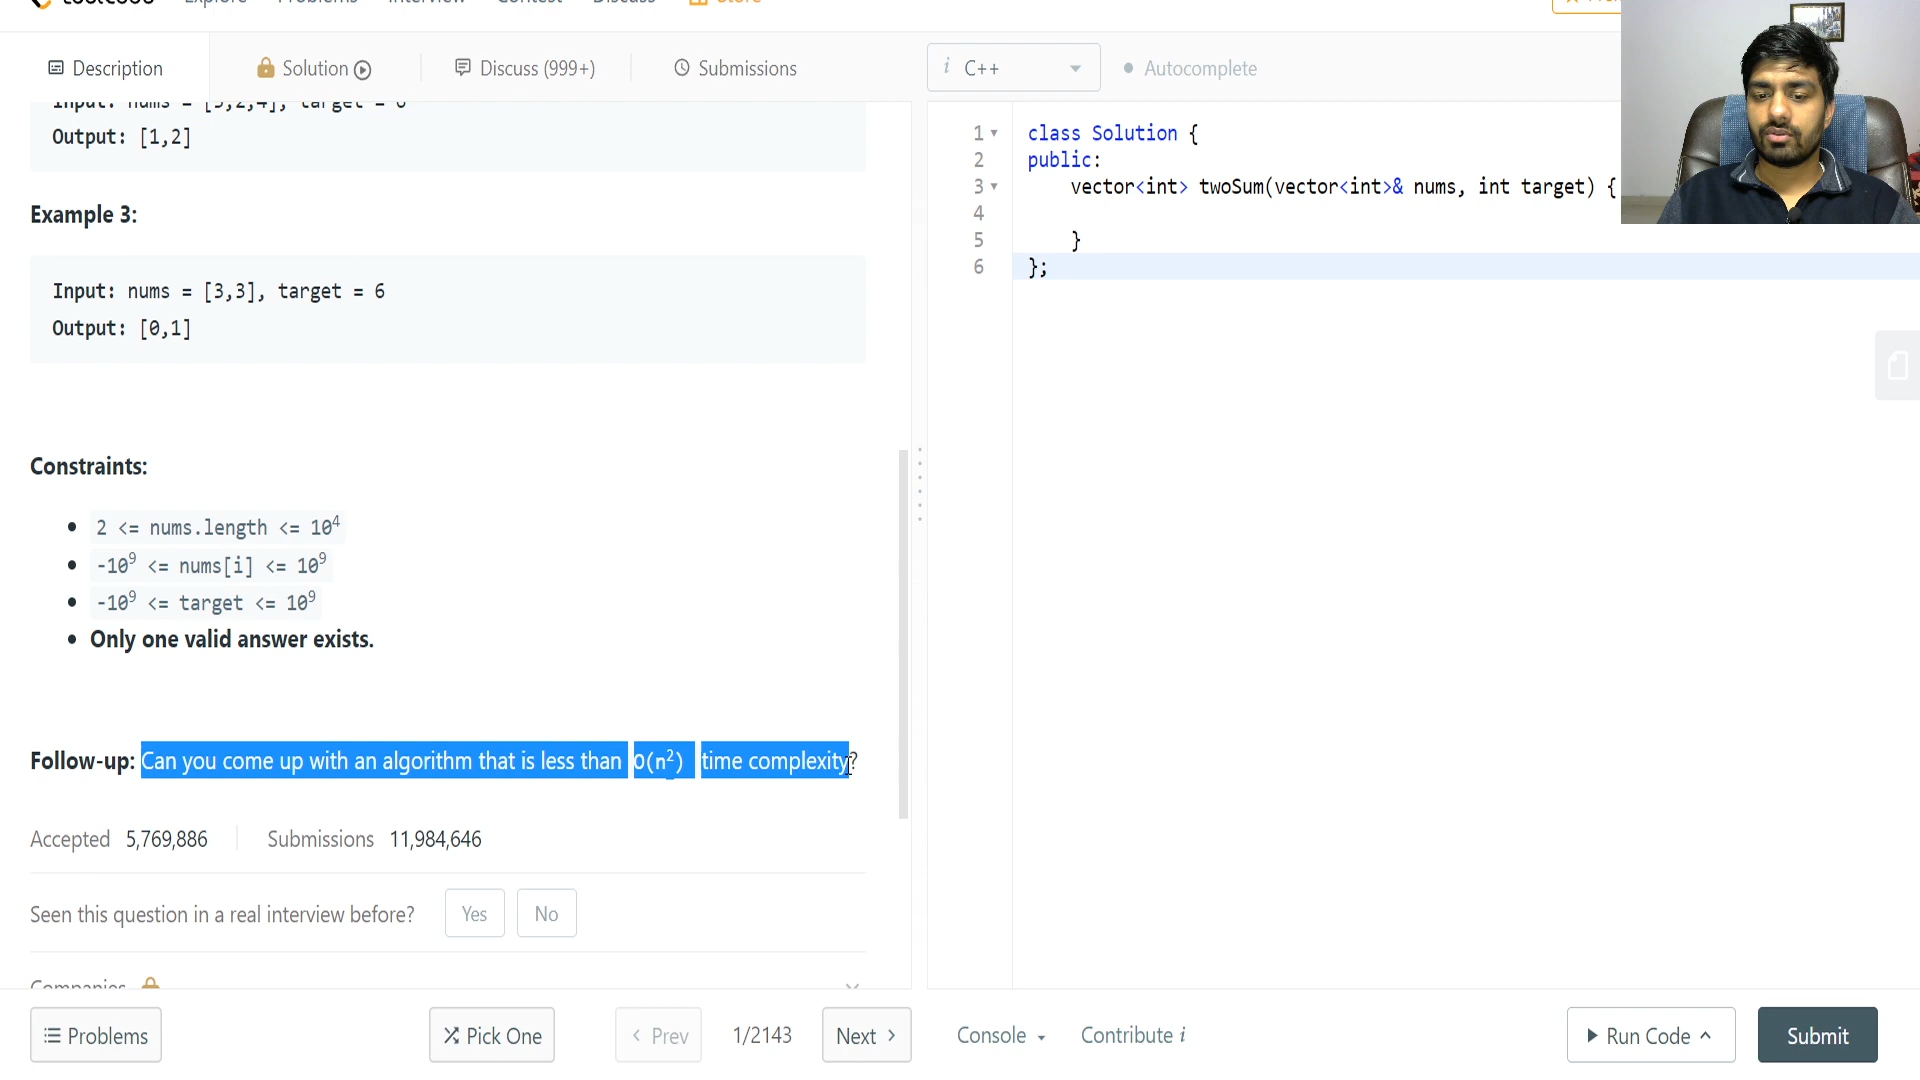 Description
Solution
Discuss (999+)
Submissions
i C++
Autocomplete
Output: [1,2]
Example 3:
Input: nums = [3,3], target = 6
Output: [0,1]
Constraints:
2 <= nums.length <= 10^4
-10^9 <= nums[i] <= 10^9
-10^9 <= target <= 10^9
Only one valid answer exists.
Follow-up: Can you come up with an algorithm that is less than O(n²) time complexity?
Accepted 5,769,886 Submissions 11,984,646
Seen this question in a real interview before? Yes No
Companies
1 class Solution {
2 public:
3 vector<int> twoSum(vector<int>& nums, int target) {
4
5 }
6 };
Problems
Pick One
Prev
1/2143
Next
Console
Contribute i
Run Code
Submit